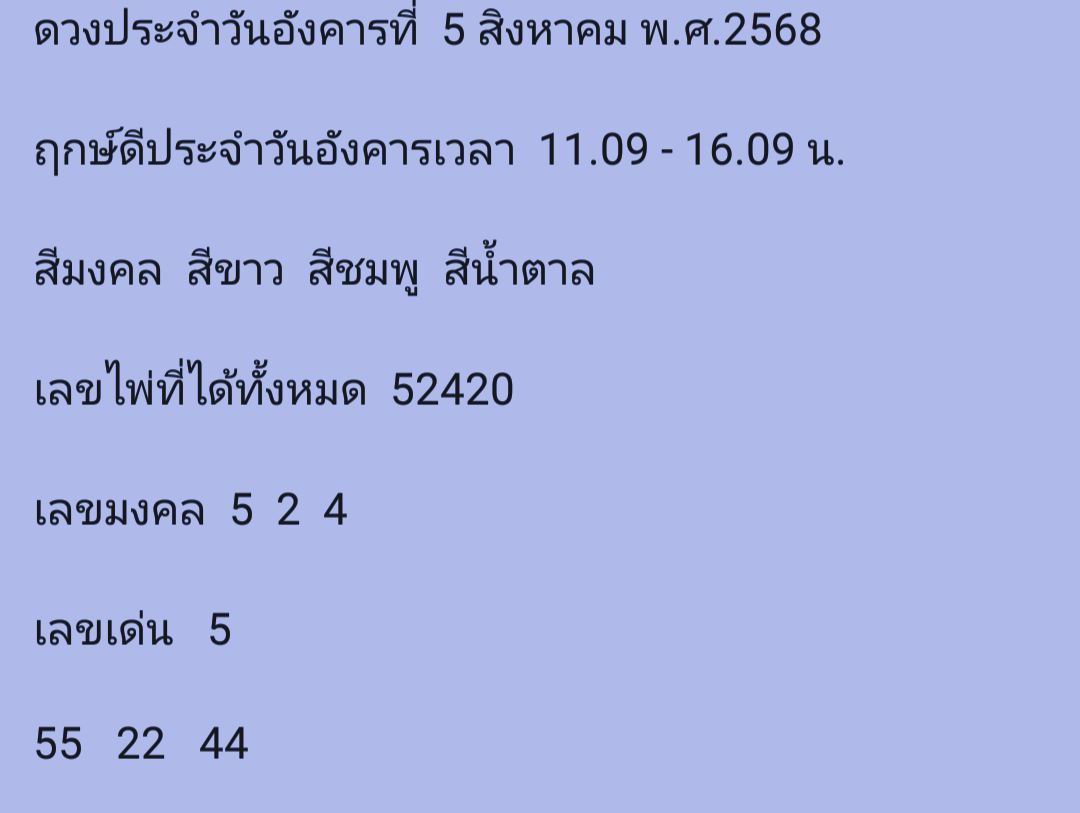 ดวงประจำวันอังคารที่ 5 สิงหาคม พ.ศ.2568
ฤกษ์ดีประจำวันอังคารเวลา 11.09 - 16.09 น.
สีมงคล สีขาว สีชมพู สีน้ำตาล
เลขไพ่ที่ได้ทั้งหมด 52420
เลขมงคล 5 2 4
เลขเด่น 5
55 22 44